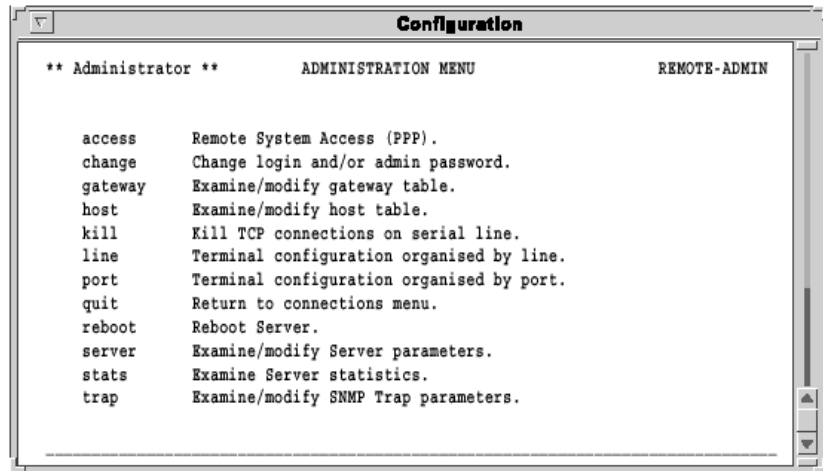 Configuration
** Administrator ** ADMINISTRATION MENU REMOTE-ADMIN
access Remote System Access (PPP).
change Change login and/or admin password.
gateway Examine/modify gateway table.
host Examine/modify host table.
kill Kill TCP connections on serial line.
line Terminal configuration organised by line.
port Terminal configuration organised by port.
quit Return to connections menu.
reboot Reboot Server.
server Examine/modify Server parameters.
stats Examine Server statistics.
trap Examine/modify SNMP Trap parameters.